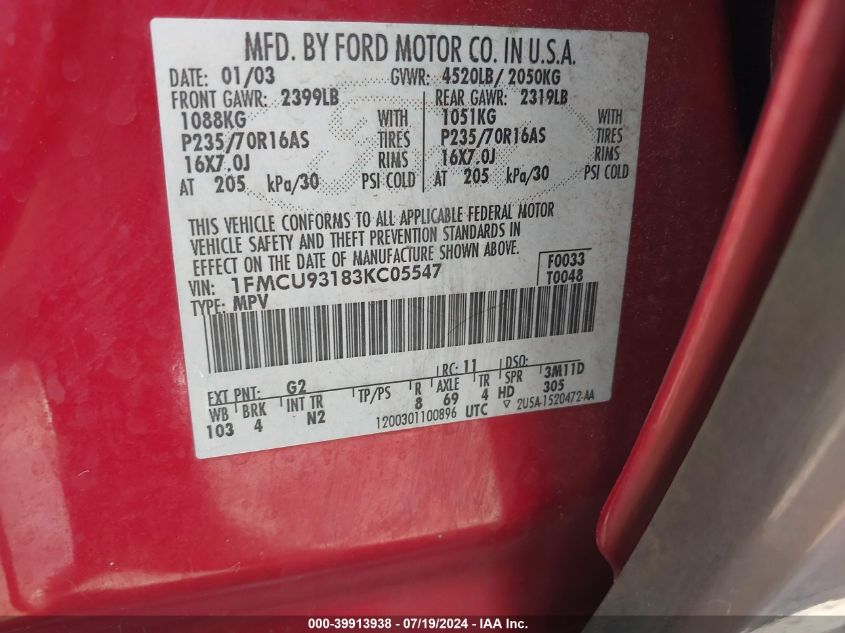 MFD. BY FORD MOTOR CO. IN U.S.A.
DATE: 01/03 GVWR: 4520LB/ 2050KG
FRONT GAWR: 2399LB REAR GAWR: 2319LB
1088KG WITH 1051KG WITH
P235/70R16AS TIRES P235/70R16AS TIRES
16X7.0J RIMS 16X7.0J RIMS
AT 205 kPa/30 PSI COLD AT 205 kPa/30 PSI COLD
THIS VEHICLE CONFORMS TO ALL APPLICABLE FEDERAL MOTOR
VEHICLE SAFETY AND THEFT PREVENTION STANDARDS IN
EFFECT ON THE DATE OF MANUFACTURE SHOWN ABOVE.
VIN: 1FMCU93183KC05547 F0033
TYPE: MPV T0048
EXT PNT: G2 RC: 11 DSO:
WB BRK INT TR TP/PS R AXLE TR SPR 3M11D
103 4 N2 8 69 4 HD 305
1200301100896 UTC ▽ 2U5A-1520472-AA
000-39913938 - 07/19/2024 - IAA Inc.